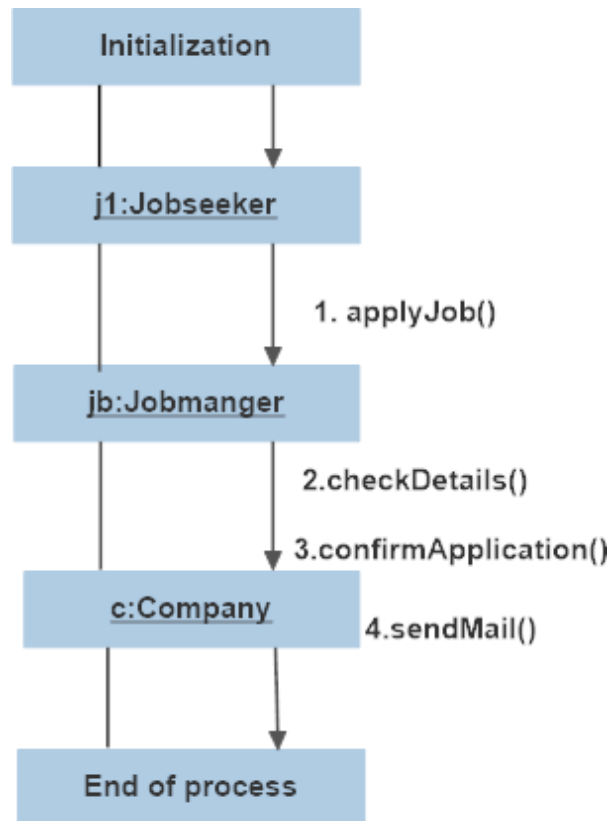 Initialization
j1:Jobseeker
1. applyJob()
jb:Jobmanger
2.checkDetails()
3.confirmApplication()
c:Company
4.sendMail()
End of process